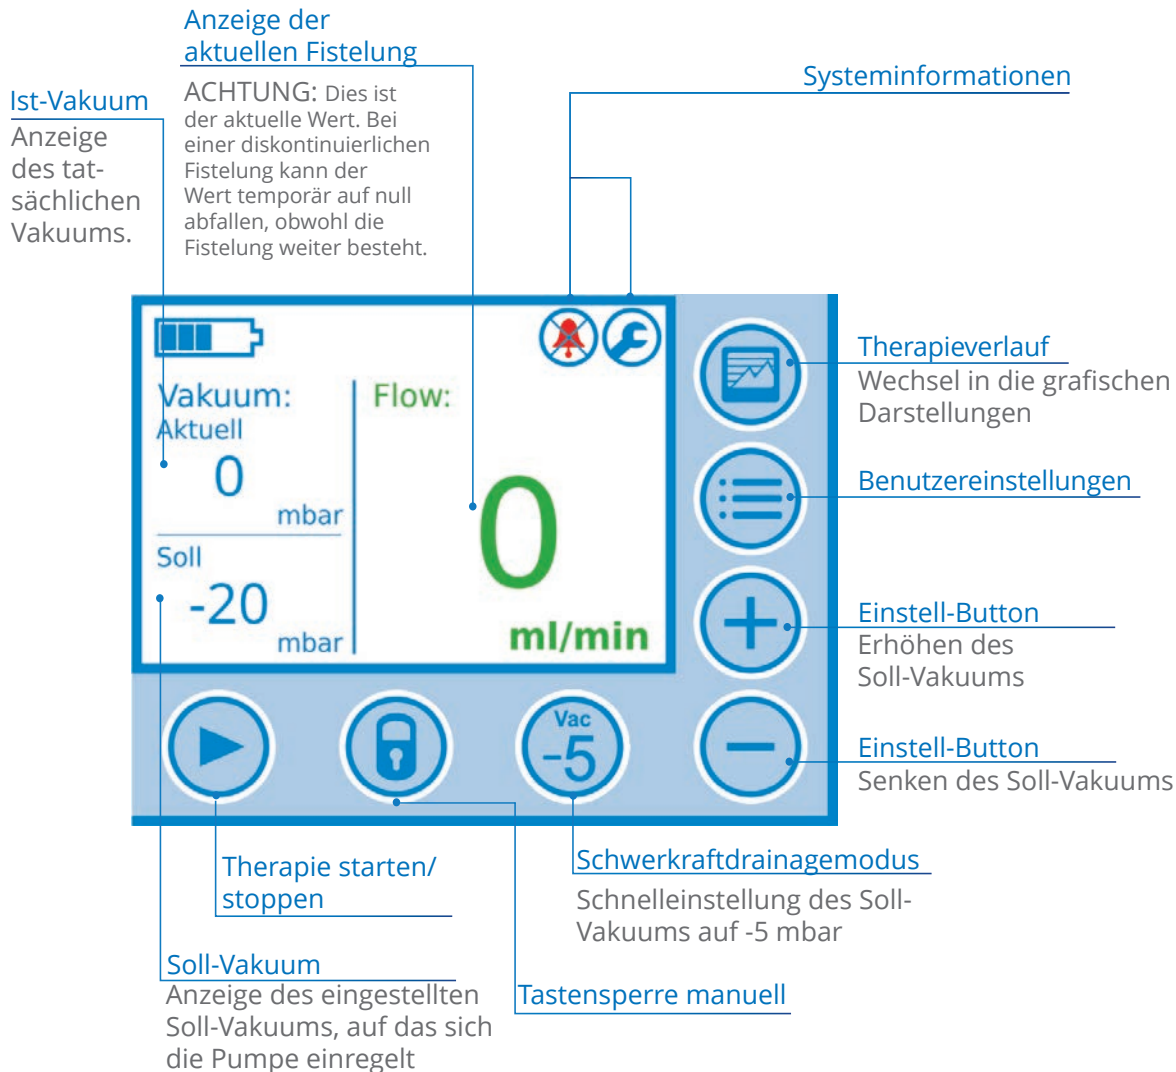 Anzeige der
aktuellen Fistelung
ACHTUNG: Dies ist
der aktuelle Wert. Bei
einer diskontinuierlichen
Fistelung kann der
Wert temporär auf null
abfallen, obwohl die
Fistelung weiter besteht.
Systeminformationen
Ist-Vakuum
Anzeige
des tat-
sächlichen
Vakuums.
Vakuum:
Aktuell
0
mbar
Soll
-20
mbar
Flow:
0
ml/min
Therapieverlauf
Wechsel in die grafischen
Darstellungen
Benutzereinstellungen
Einstell-Button
Erhöhen des
Soll-Vakuums
Einstell-Button
Senken des Soll-Vakuums
Vac
-5
Therapie starten/
stoppen
Schwerkraftdrainagemodus
Schnelleinstellung des Soll-
Vakuums auf -5 mbar
Soll-Vakuum
Anzeige des eingestellten
Soll-Vakuums, auf das sich
die Pumpe einregelt
Tastensperre manuell